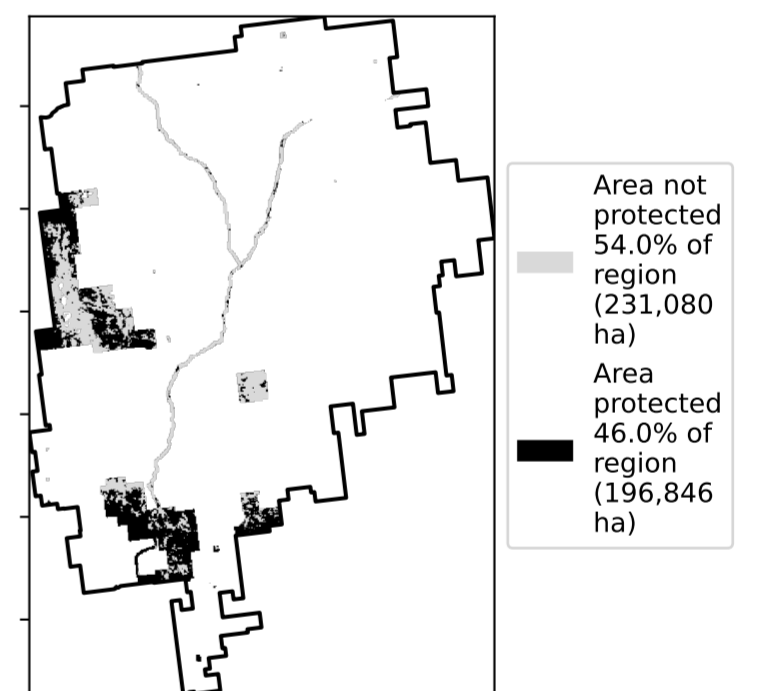 Area not
protected
54.0% of
region
(231,080
ha)
Area
protected
46.0% of
region
(196,846
ha)